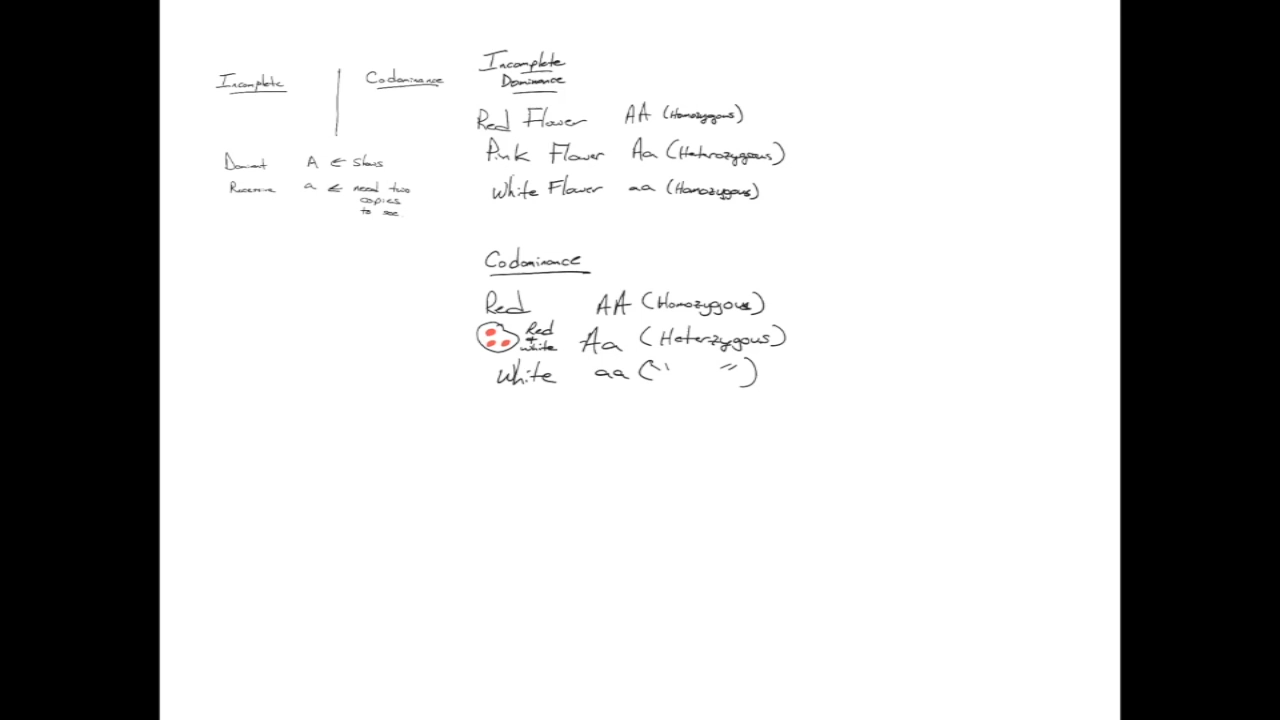 Incomplete
Codominance
Dominant A ← Shows
Recessive a ← need two
copies
to see.
Incomplete
Dominance
Red Flower AA (Homozygous)
Pink Flower Aa (Heterozygous)
White Flower aa (Homozygous)
Codominance
Red AA (Homozygous)
Red
+
white
Aa (Heterzygous)
White aa (" ")